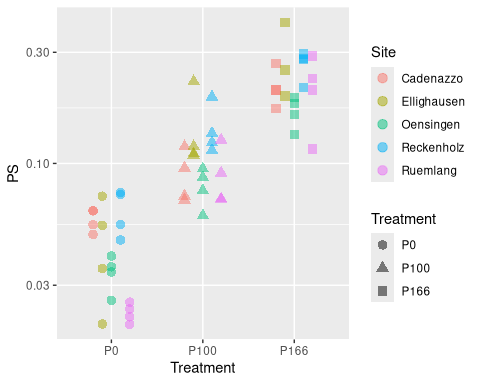 0.30
0.10
0.03
PS
P0
P100
P166
Treatment
Site
Cadenazzo
Ellighausen
Oensingen
Reckenholz
Ruemlang
Treatment
P0
P100
P166